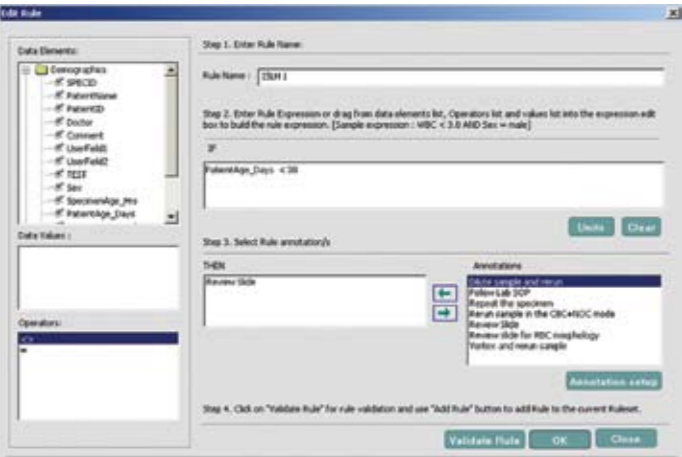 Edit Rule
Data Elements:
Demographics
SPECID
PatientName
PatientID
Doctor
Comment
UserField1
UserField2
TEST
Sex
SpecimenAge_Hrs
PatientAge_Days
Data Values :
Operators:
<>
=
Step 1. Enter Rule Name:
Rule Name :
Step 2. Enter Rule Expression or drag from data elements list, Operators list and values list into the expression edit
box to build the rule expression. [Sample expression : WBC < 3.0 AND Sex = male]
IF
PatientAge_Days <
Units
Clear
Step 3. Select Rule annotation/s
THEN
Review Slide
Annotations
Dilute sample and rerun
Follow Lab SOP
Repeat the specimen
Rerun sample in the CBC+NOC mode
Review Slide
Review slide for RBC morphology
Vortex and rerun sample
Annotation setup
Step 4. Click on "Validate Rule" for rule validation and use "Add Rule" button to add Rule to the current Ruleset.
Validate Rule
OK
Close